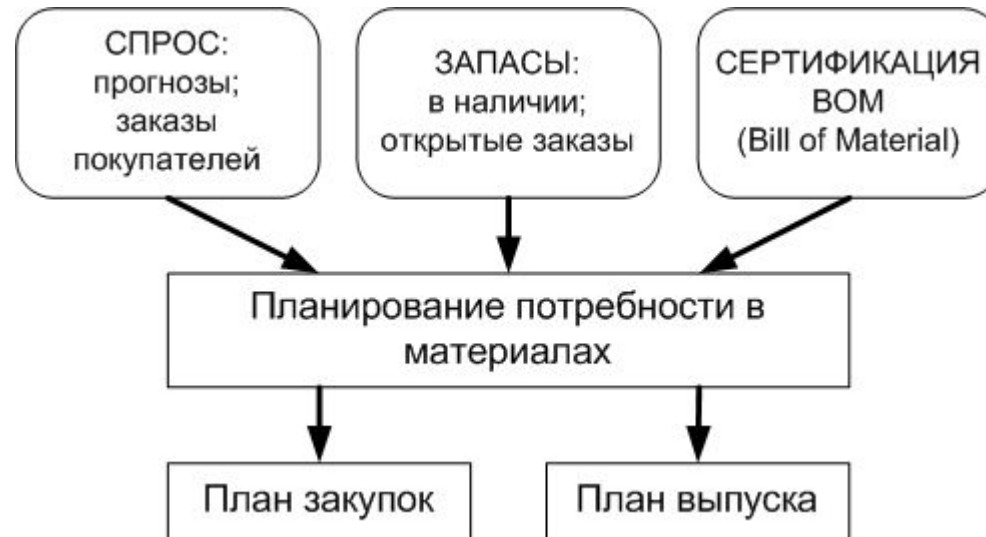 СПРОС:
прогнозы;
заказы
покупателей
ЗАПАСЫ:
в наличии;
открытые заказы
СЕРТИФИКАЦИЯ
BOM
(Bill of Material)
Планирование потребности в
материалах
План закупок
План выпуска